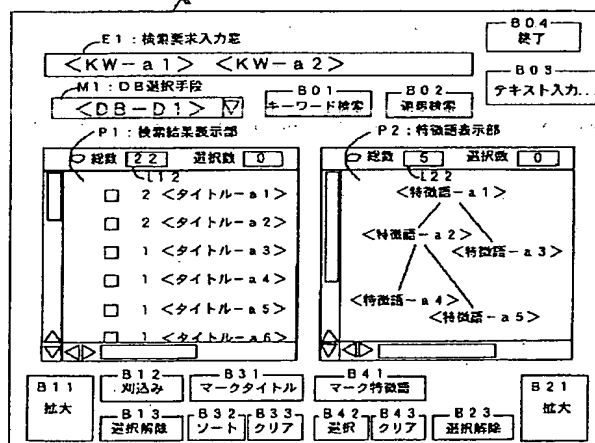 E1：検索要求入力窓
B04
終了
<KW-a1> <KW-a2>
M1：DB選択手段
B01
B02
B03
<DB-D1>
キーワード検索
連想検索
テキスト入力...
P1：検索結果表示部
P2：特徴語表示部
総数 22 選択数 0
総数 5 選択数 0
L12
L22
2 <タイトル-a1>
2 <タイトル-a2>
1 <タイトル-a3>
1 <タイトル-a4>
1 <タイトル-a5>
1 <タイトル-a6>
<特徴語-a1>
<特徴語-a2>
<特徴語-a3>
<特徴語-a4>
<特徴語-a5>
B11
拡大
B12
刈込み
B31
マークタイトル
B41
マーク特徴語
B21
拡大
B13
選択解除
B32
ソート
B33
クリア
B42
選択
B43
クリア
B23
選択解除